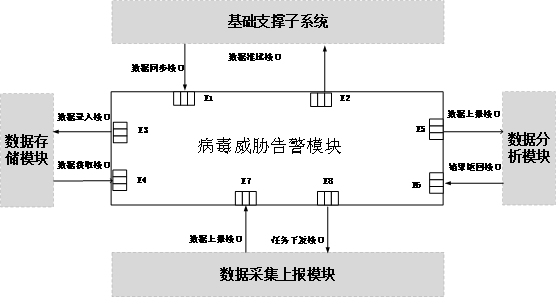 基础支撑子系统
数据同步接口
数据推送接口
E1
E2
数据存
储模块
数据录入接口
E3
数据获取接口
E4
病毒威胁告警模块
E5
数据上报接口
E6
结果返回接口
数据分
析模块
E7
E8
数据上报接口
任务下发接口
数据采集上报模块